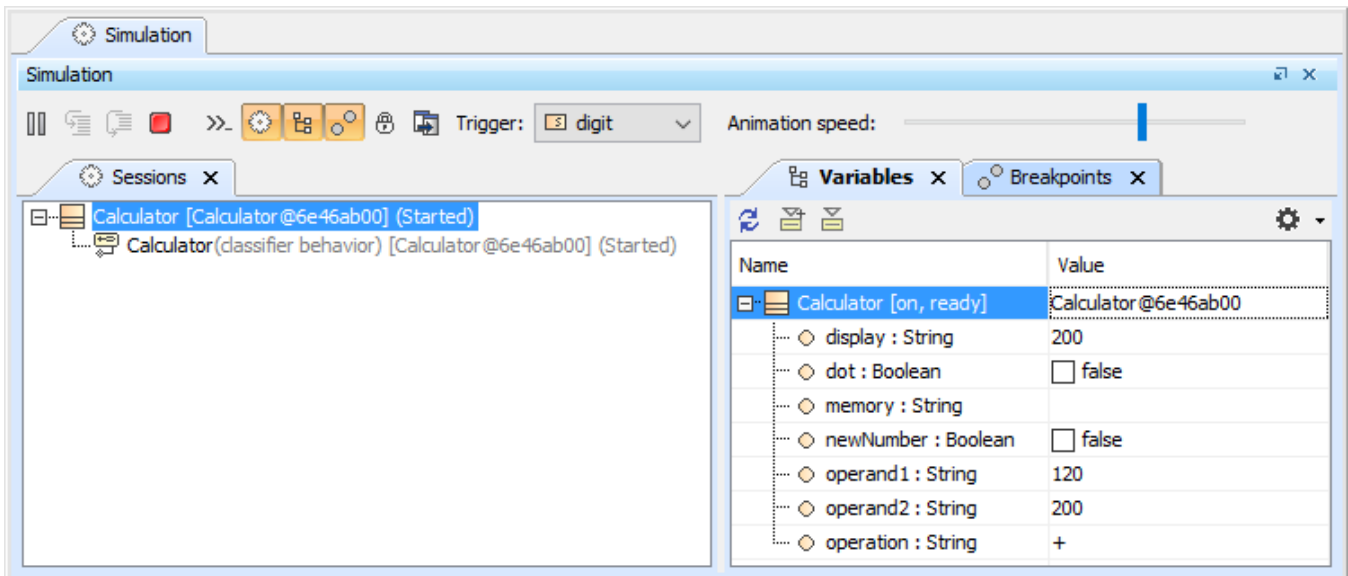 Simulation
Simulation
Trigger: digit Animation speed:
Sessions Variables Breakpoints
Calculator [Calculator@6e46ab00] (Started)
Calculator(classifier behavior) [Calculator@6e46ab00] (Started)
Name Value
Calculator [on, ready] Calculator@6e46ab00
display : String 200
dot : Boolean false
memory : String
newNumber : Boolean false
operand1 : String 120
operand2 : String 200
operation : String +